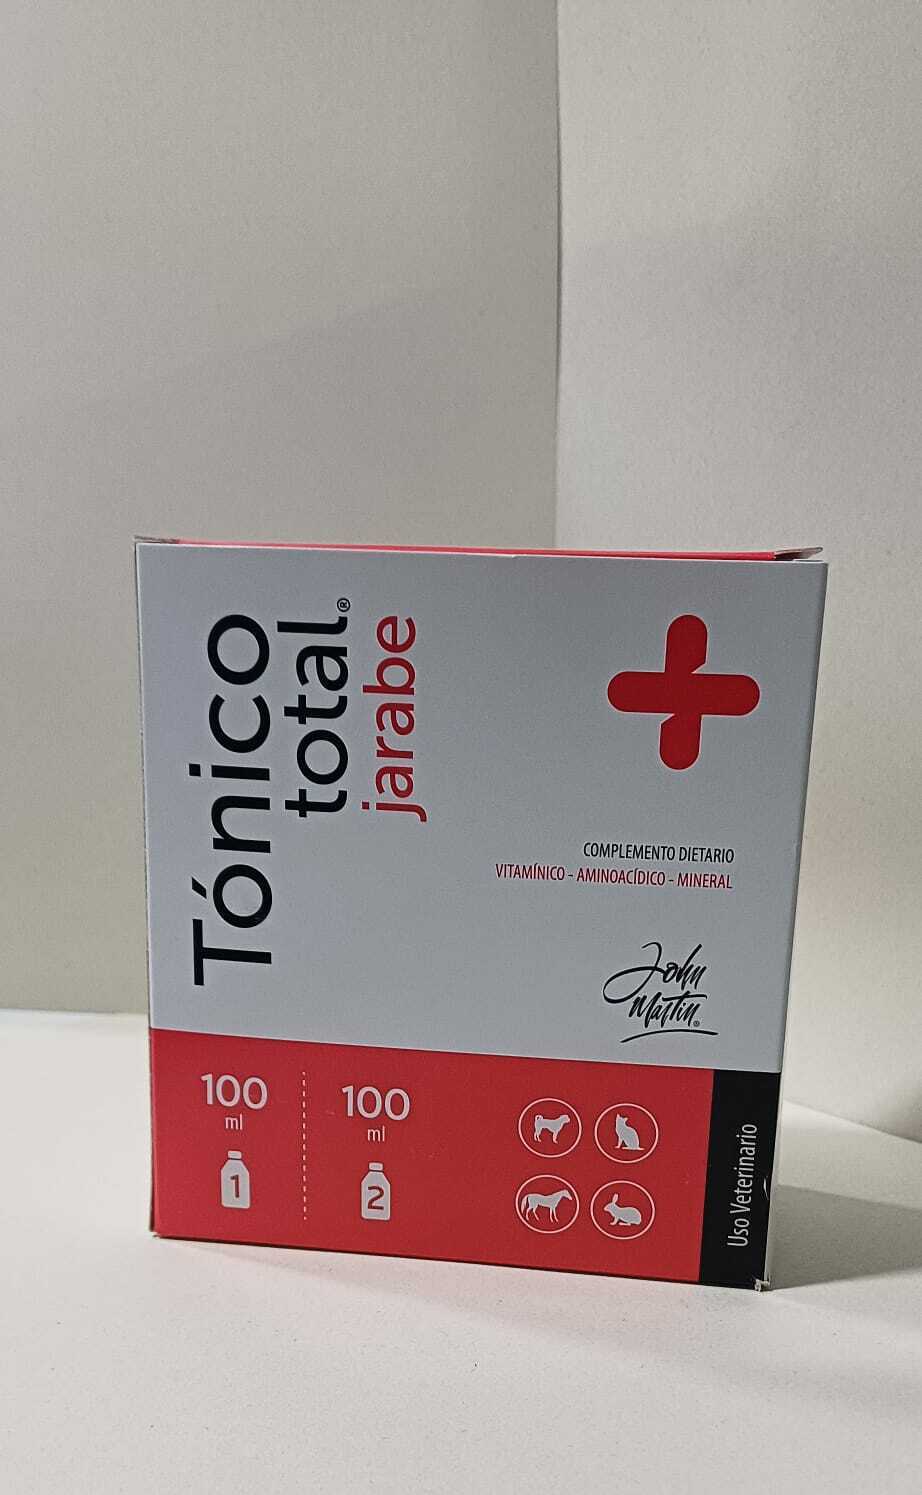 Tónico
total®
jarabe
COMPLEMENTO DIETARIO
VITAMÍNICO - AMINOACÍDICO - MINERAL
John
Martin®
100
ml
1
100
ml
2
Uso Veterinario